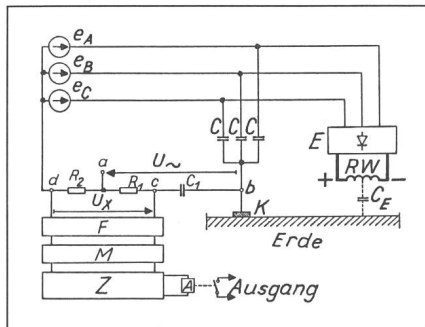 e_A
e_B
e_C
C C C
E
RW
+ −
C_E
a U~
d R_2 R_1 c C_1 b
U_X
K
Erde
F
M
Z A Ausgang